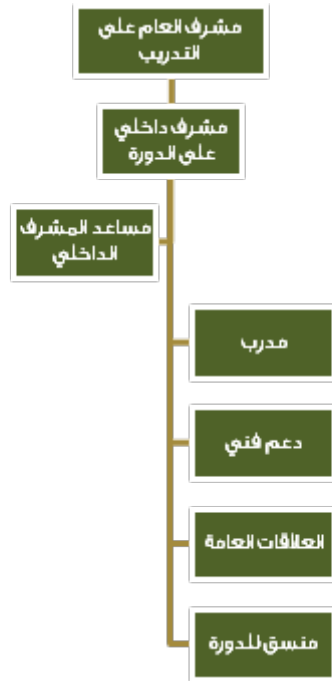 مشرف العام على
التدريب
مشرف داخلي
على الدورة
مساعد المشرف
الداخلي
مدرب
دعم فني
العلاقات العامة
منسق للدورة